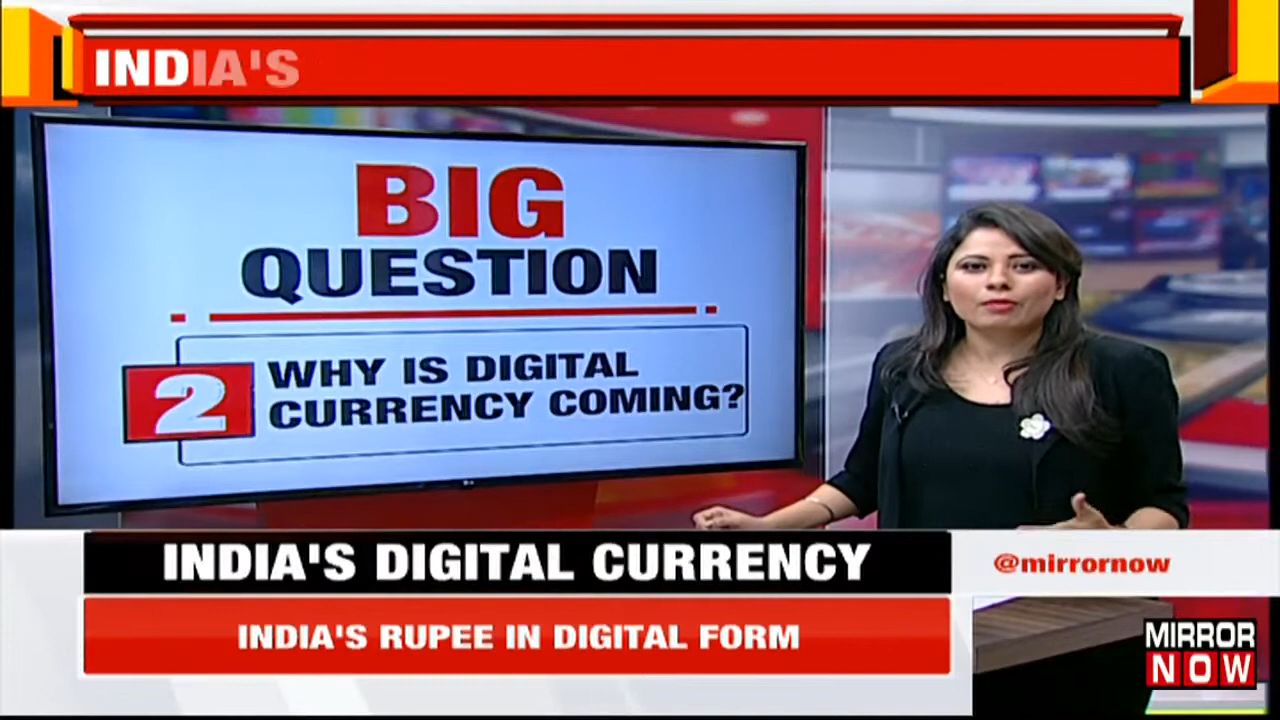 INDIA'S
BIG
QUESTION
2
WHY IS DIGITAL
CURRENCY COMING?
INDIA'S DIGITAL CURRENCY
@mirrornow
INDIA'S RUPEE IN DIGITAL FORM
MIRROR
NOW